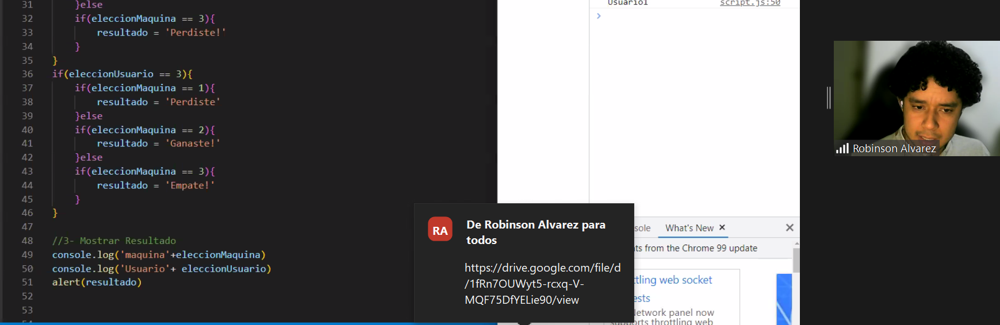 31 }else
32 if(eleccionMaquina == 3){
33 resultado = 'Perdiste!'
34 }
35 }
36 if(eleccionUsuario == 3){
37 if(eleccionMaquina == 1){
38 resultado = 'Perdiste'
39 }else
40 if(eleccionMaquina == 2){
41 resultado = 'Ganaste!'
42 }else
43 if(eleccionMaquina == 3){
44 resultado = 'Empate!'
45 }
46 }
47
48 //3- Mostrar Resultado
49 console.log('maquina'+eleccionMaquina)
50 console.log('Usuario'+ eleccionUsuario)
51 alert(resultado)
52
53
Usuario1 script.js:50
>
RA
De Robinson Alvarez para
todos
https://drive.google.com/file/d
/1fRn7OUWyt5-rcxq-V-
MQF75DfYELie90/view
sole What's New ×
ts from the Chrome 99 update
ttling web socket
ests
Network panel now
supports throttling web
Robinson Alvarez